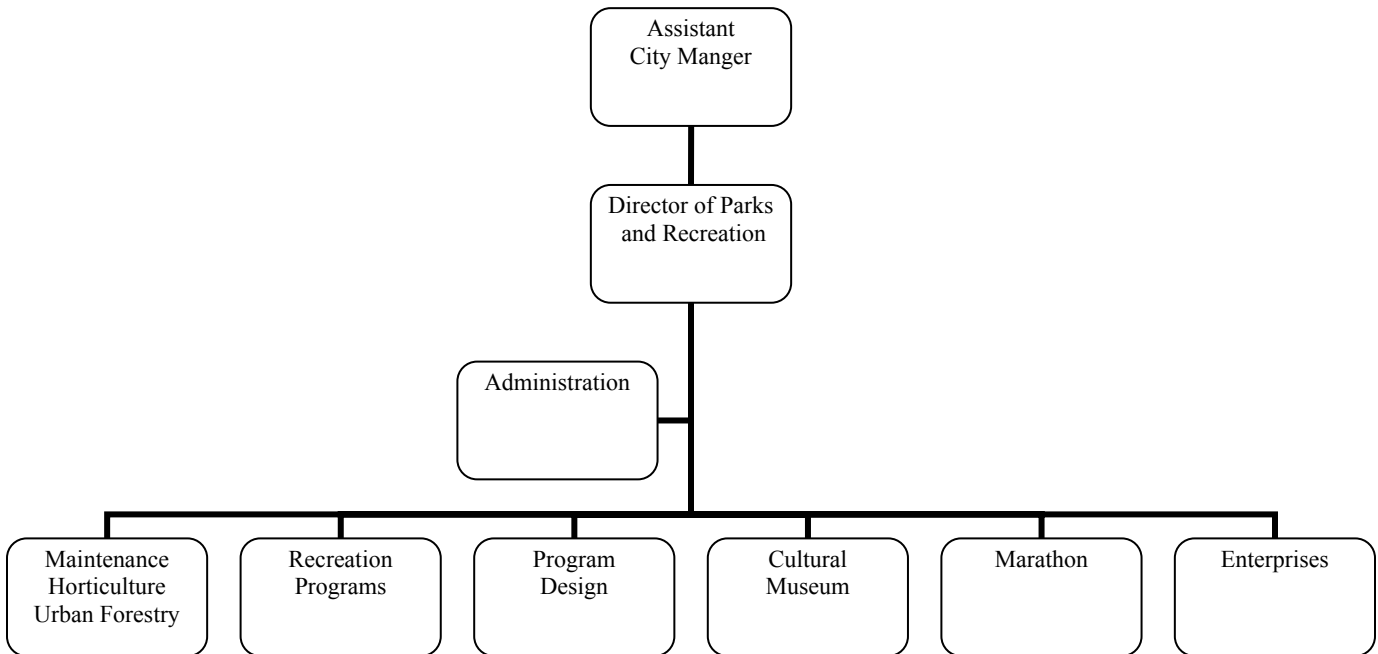 Assistant
City Manger
Director of Parks
and Recreation
Administration
Maintenance
Horticulture
Urban Forestry
Recreation
Programs
Program
Design
Cultural
Museum
Marathon
Enterprises